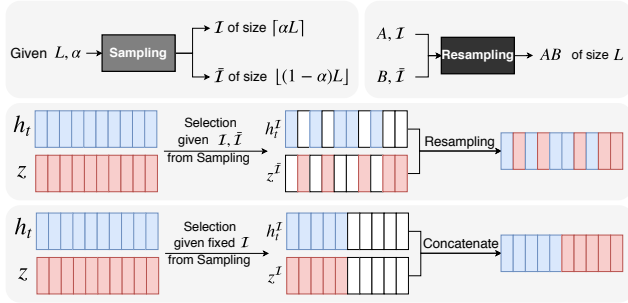 Given L, α
Sampling
𝓘 of size ⌈αL⌉
𝓘̄ of size ⌊(1 − α)L⌋
A, 𝓘
B, 𝓘̄
Resampling
AB of size L
h_t
z
Selection
given 𝓘, 𝓘̄
from Sampling
h_t^𝓘
z^𝓘̄
Resampling
h_t
z
Selection
given fixed 𝓘
from Sampling
h_t^𝓘
z^𝓘
Concatenate